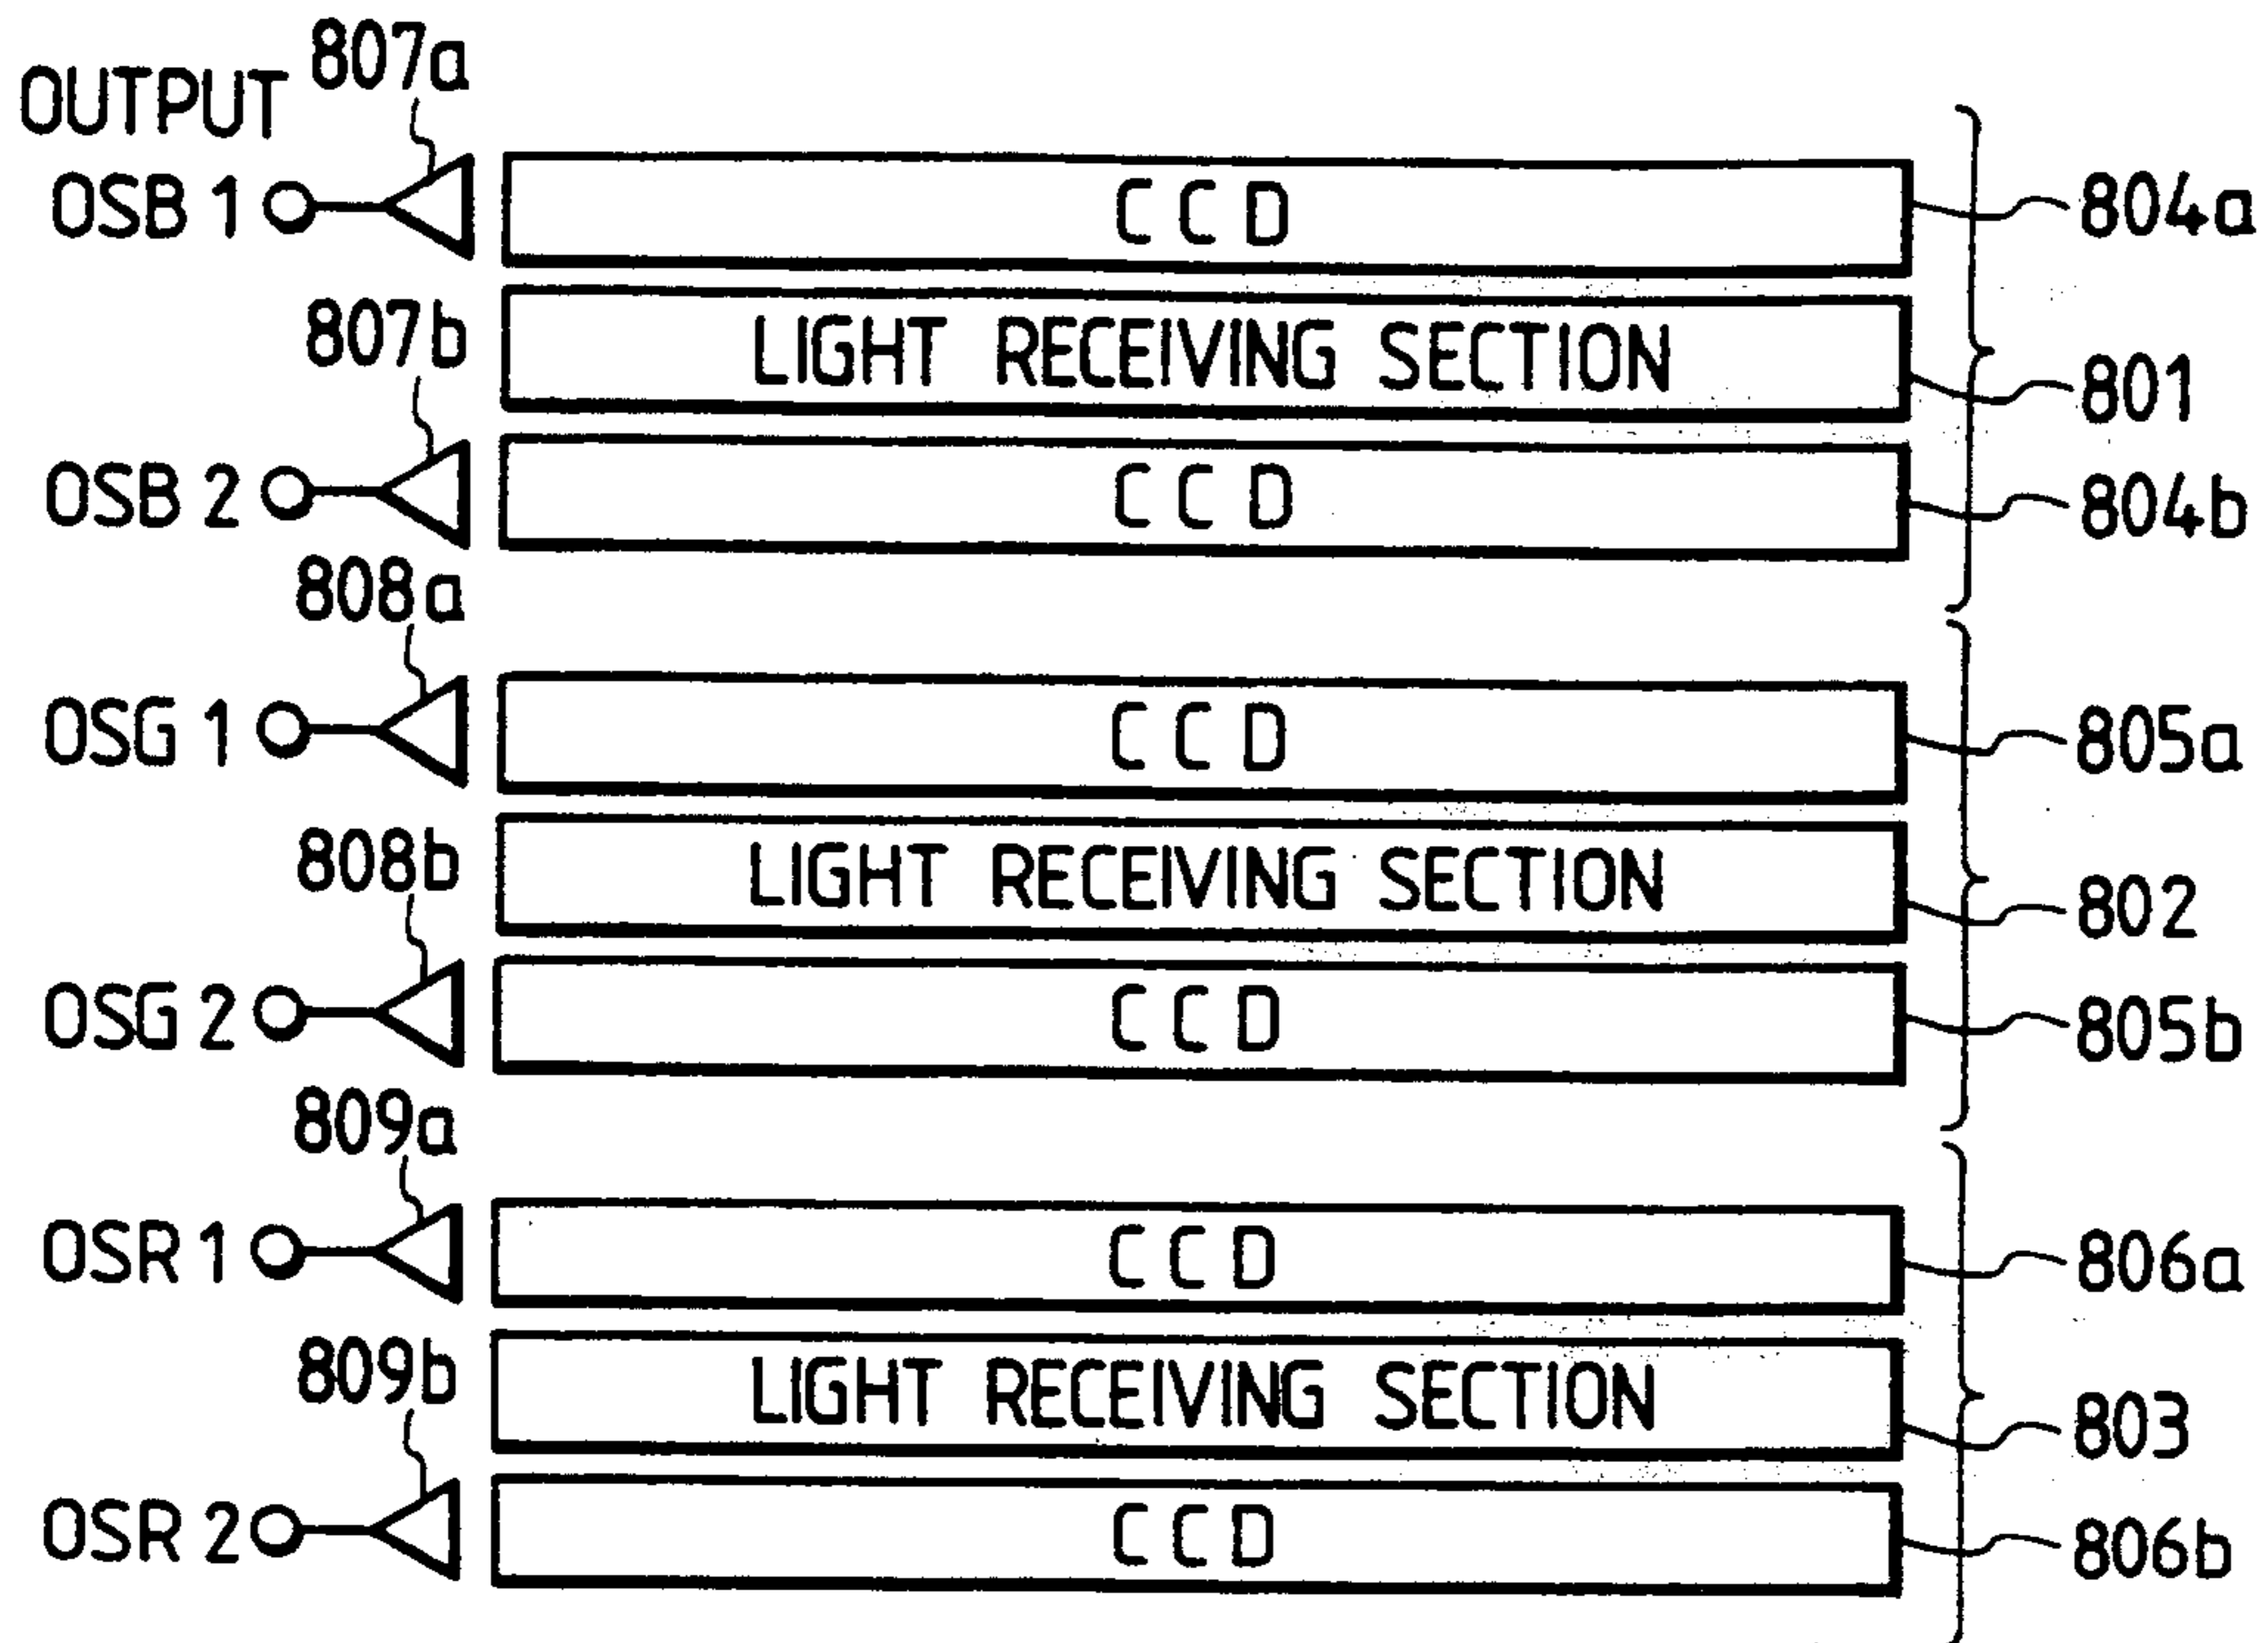 807a
OUTPUT
OSB 1
CCD
804a
807b
LIGHT RECEIVING SECTION
801
OSB 2
CCD
804b
808a
OSG 1
CCD
805a
808b
LIGHT RECEIVING SECTION
802
OSG 2
CCD
805b
809a
OSR 1
CCD
806a
809b
LIGHT RECEIVING SECTION
803
OSR 2
CCD
806b